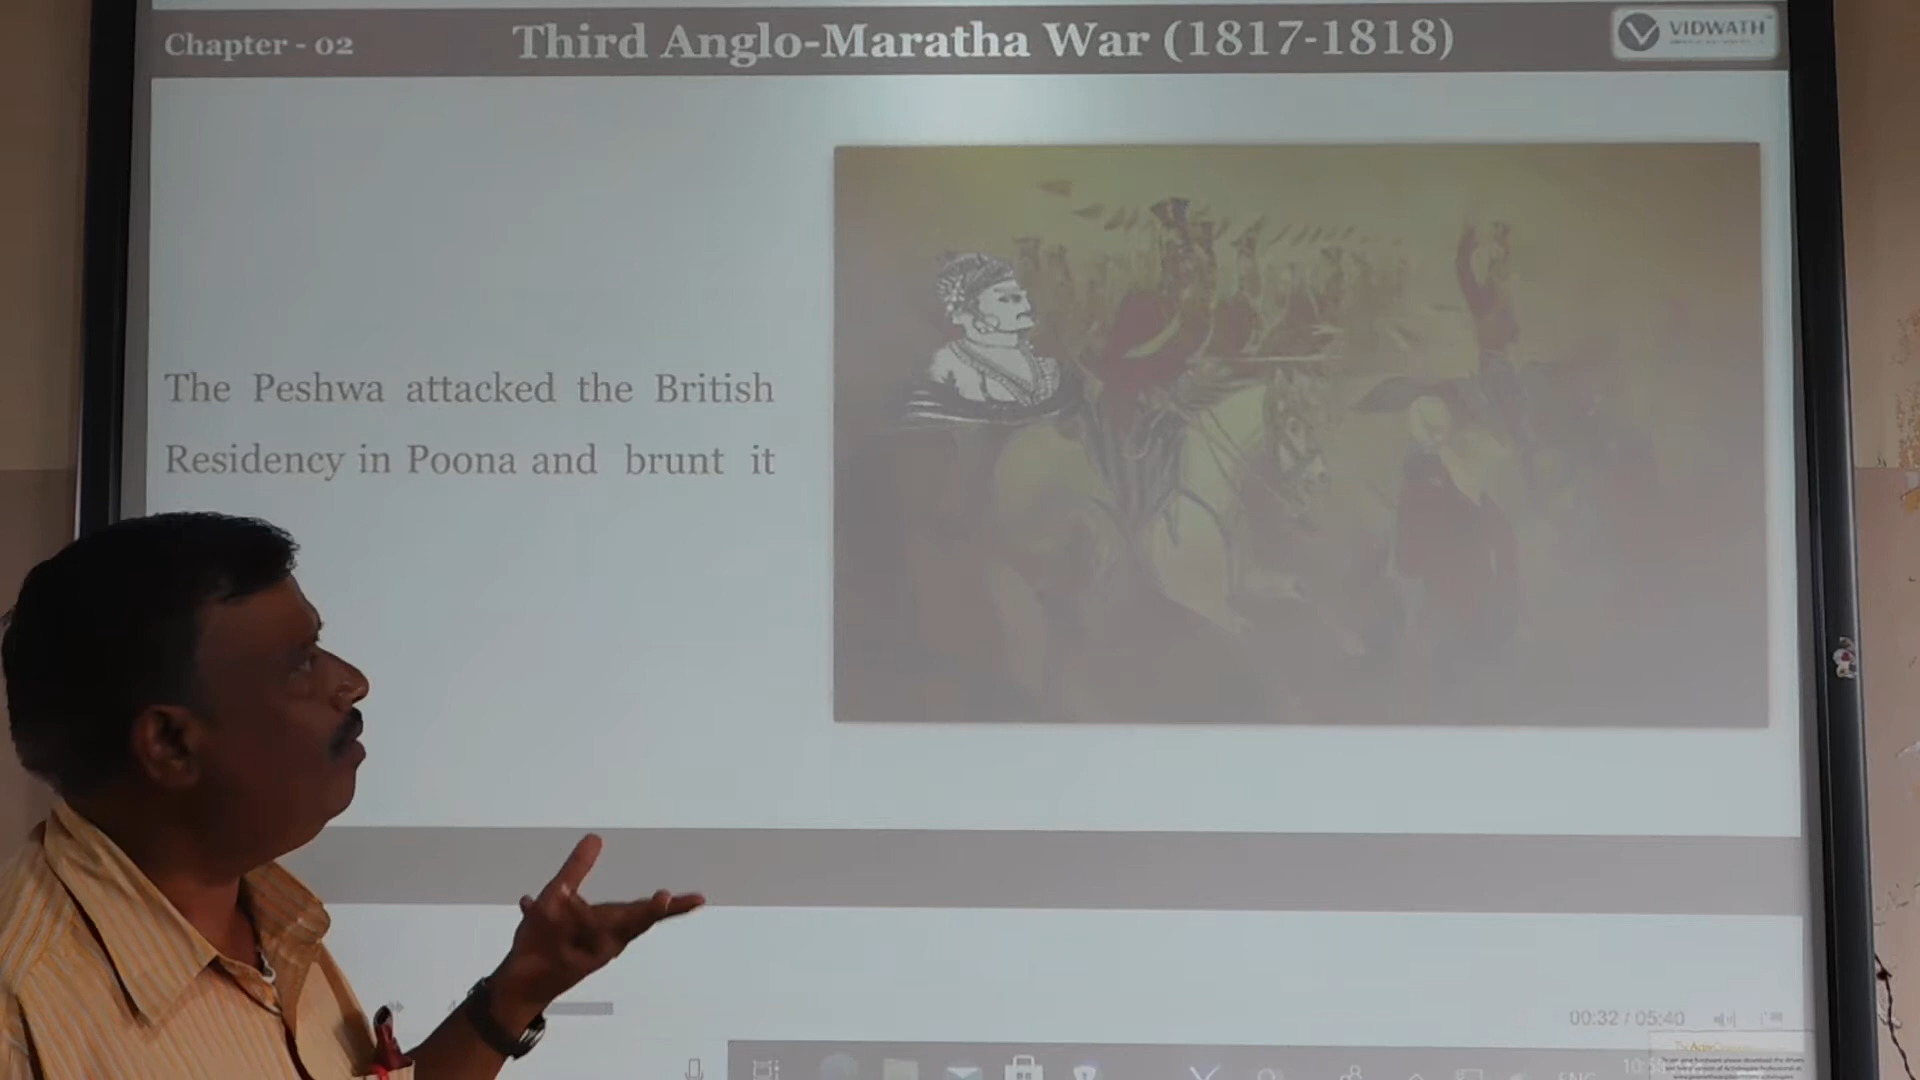 Chapter - 02
Third Anglo-Maratha War (1817-1818)
VIDWATH
The Peshwa attacked the British
Residency in Poona and brunt it
00:32 / 05:40
ENG